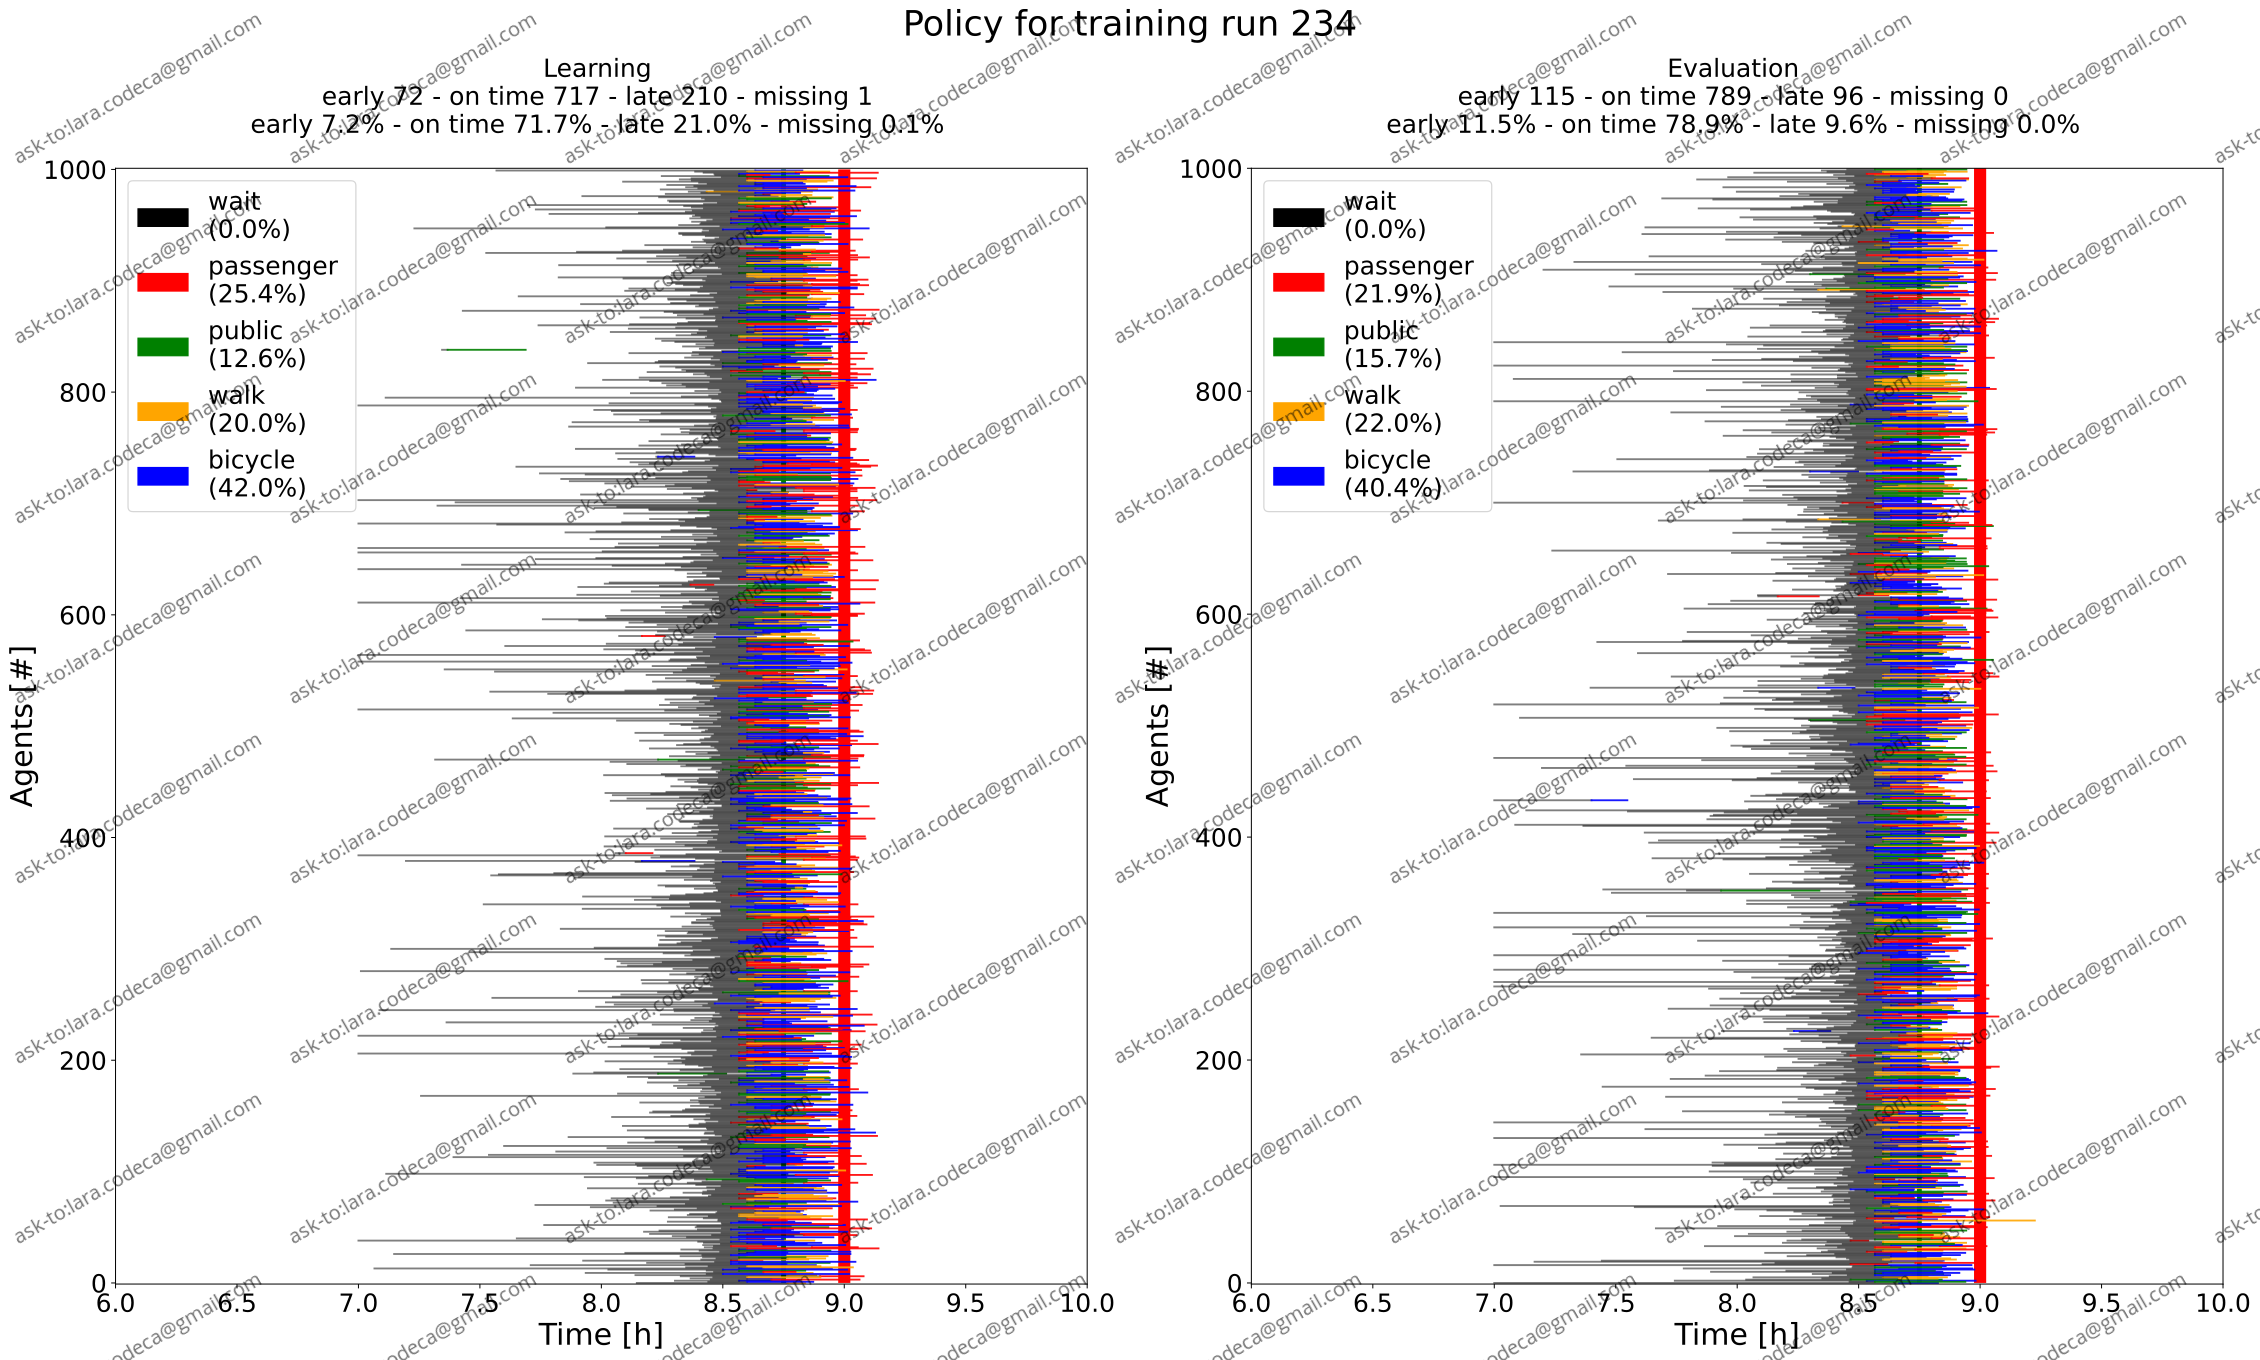 Policy for training run 234
Learning
early 72 - on time 717 - late 210 - missing 1
early 7.2% - on time 71.7% - late 21.0% - missing 0.1%
Evaluation
early 115 - on time 789 - late 96 - missing 0
early 11.5% - on time 78.9% - late 9.6% - missing 0.0%
wait
(0.0%)
passenger
(25.4%)
public
(12.6%)
walk
(20.0%)
bicycle
(42.0%)
wait
(0.0%)
passenger
(21.9%)
public
(15.7%)
walk
(22.0%)
bicycle
(40.4%)
Agents [#]
1000
800
600
400
200
0
6.0 6.5 7.0 7.5 8.0 8.5 9.0 9.5 10.0
Time [h]
Agents [#]
1000
800
600
400
200
0
6.0 6.5 7.0 7.5 8.0 8.5 9.0 9.5 10.0
Time [h]
ask-to:lara.codeca@gmail.com